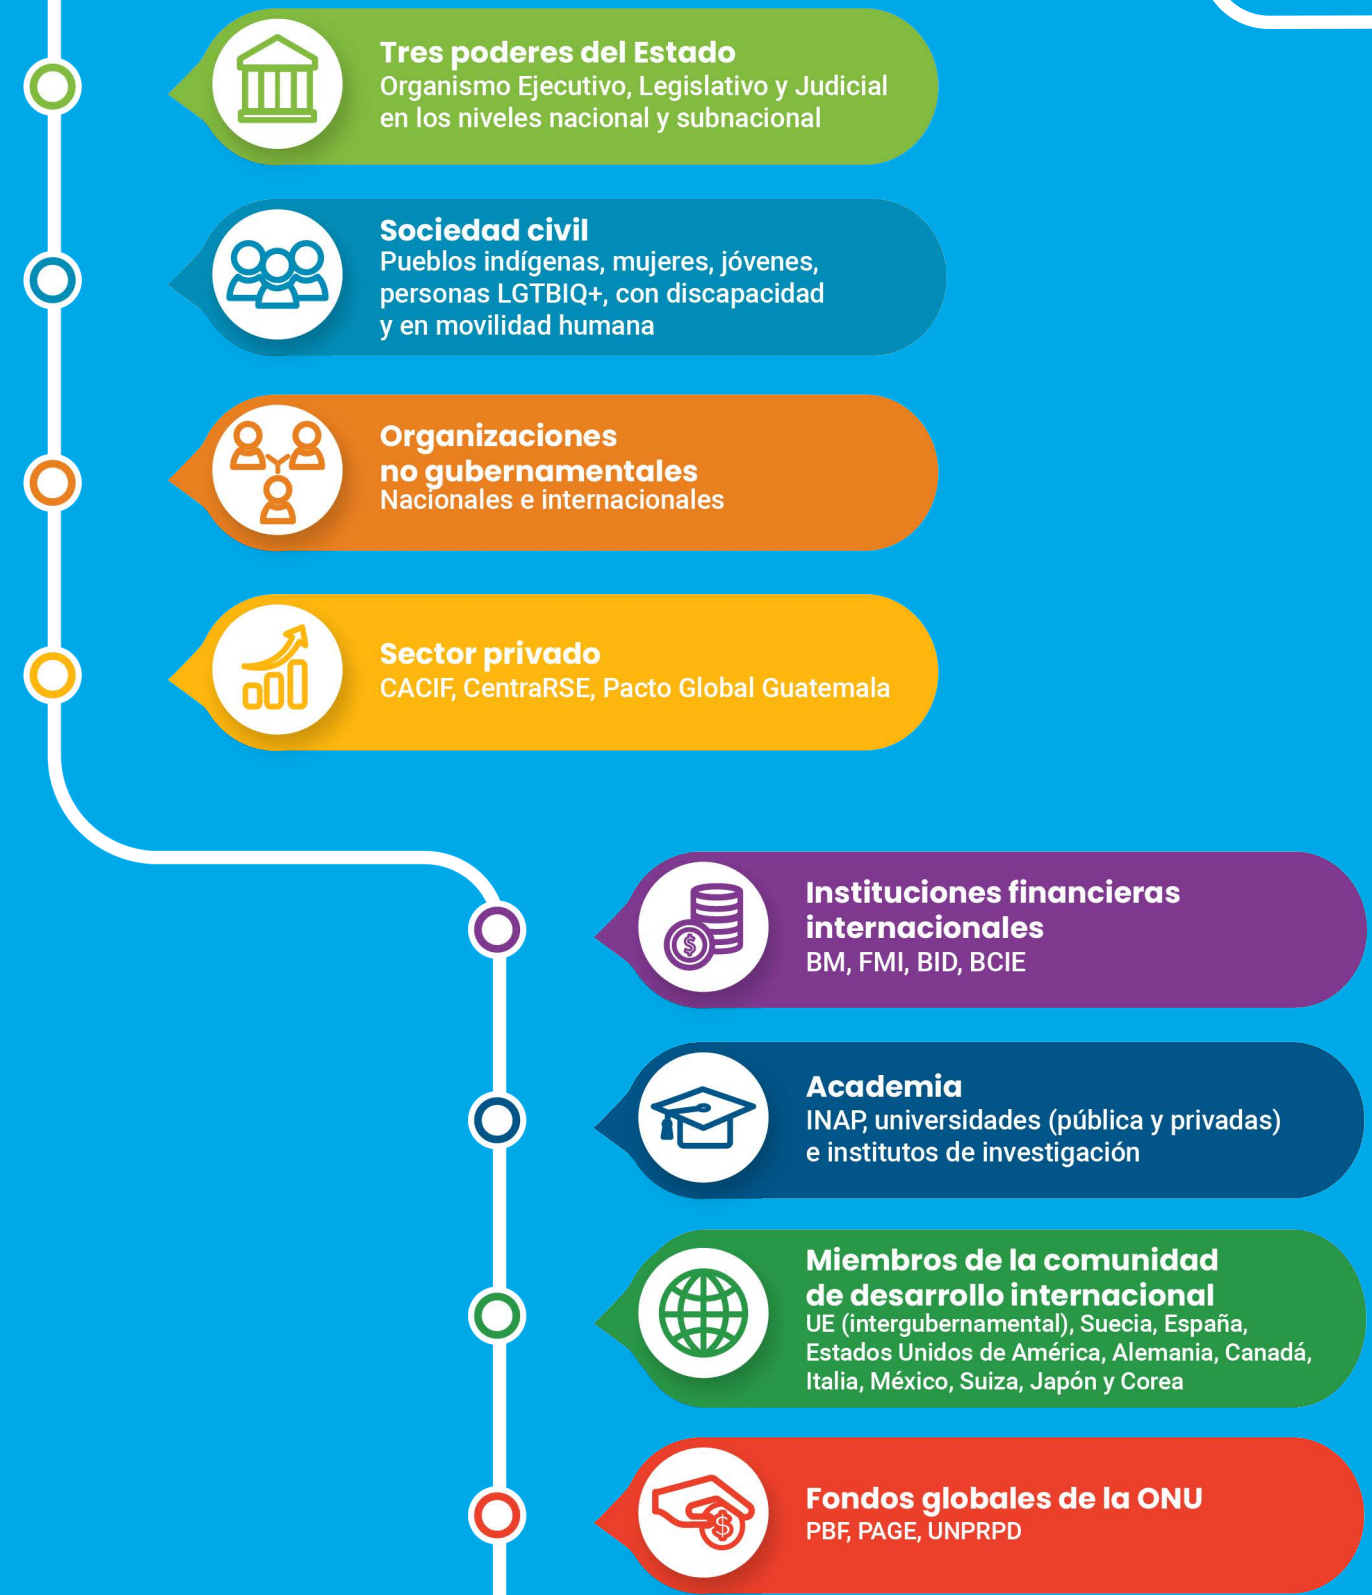 Tres poderes del Estado
Organismo Ejecutivo, Legislativo y Judicial
en los niveles nacional y subnacional
Sociedad civil
Pueblos indígenas, mujeres, jóvenes,
personas LGTBIQ+, con discapacidad
y en movilidad humana
Organizaciones
no gubernamentales
Nacionales e internacionales
Sector privado
CACIF, CentraRSE, Pacto Global Guatemala
Instituciones financieras
internacionales
BM, FMI, BID, BCIE
Academia
INAP, universidades (pública y privadas)
e institutos de investigación
Miembros de la comunidad
de desarrollo internacional
UE (intergubernamental), Suecia, España,
Estados Unidos de América, Alemania, Canadá,
Italia, México, Suiza, Japón y Corea
Fondos globales de la ONU
PBF, PAGE, UNPRPD